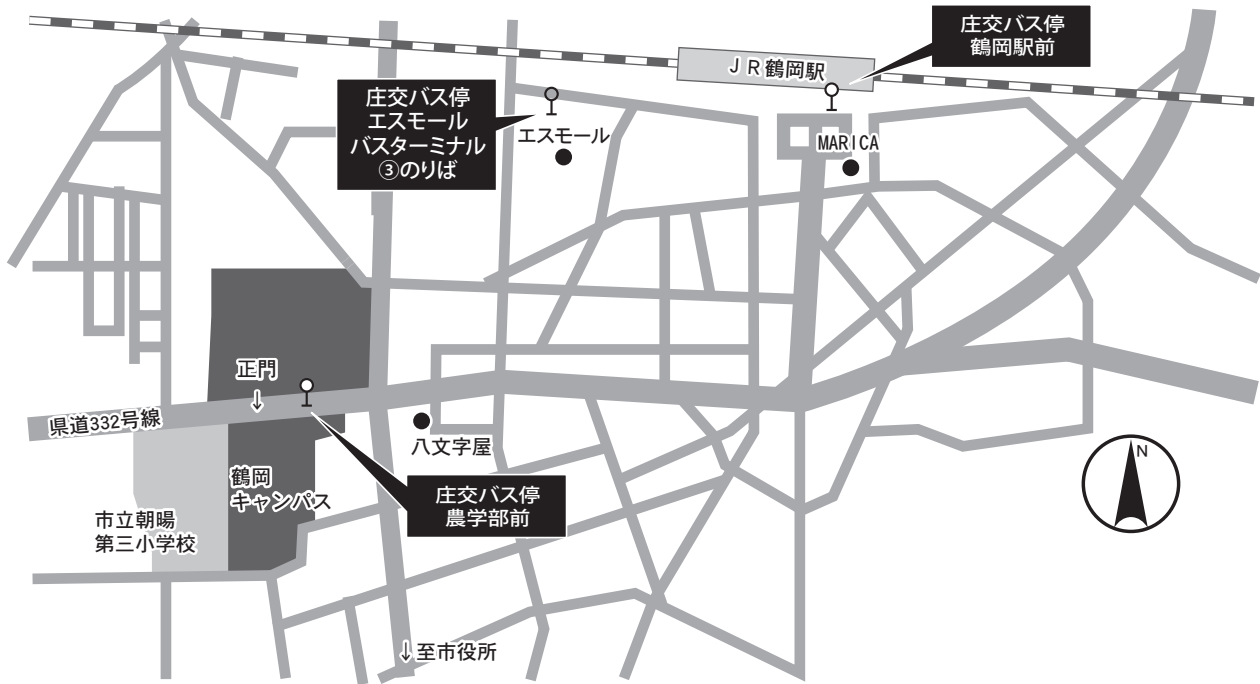 庄交バス停
鶴岡駅前
JR鶴岡駅
庄交バス停
エスモール
バスターミナル
③のりば
エスモール
MARICA
正門
↓
県道332号線
八文字屋
鶴岡
キャンパス
庄交バス停
農学部前
市立朝暘
第三小学校
↓至市役所
N